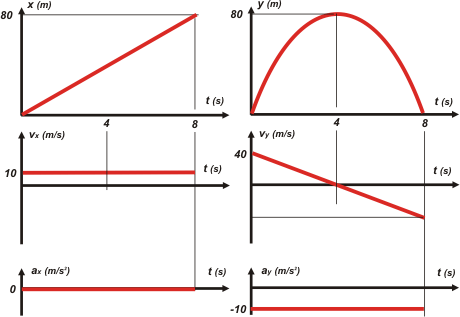 x (m)
80
t (s)
4
8
y (m)
80
t (s)
4
8
vx (m/s)
10
t (s)
vy (m/s)
40
t (s)
ax (m/s²)
0
t (s)
ay (m/s²)
-10
t (s)